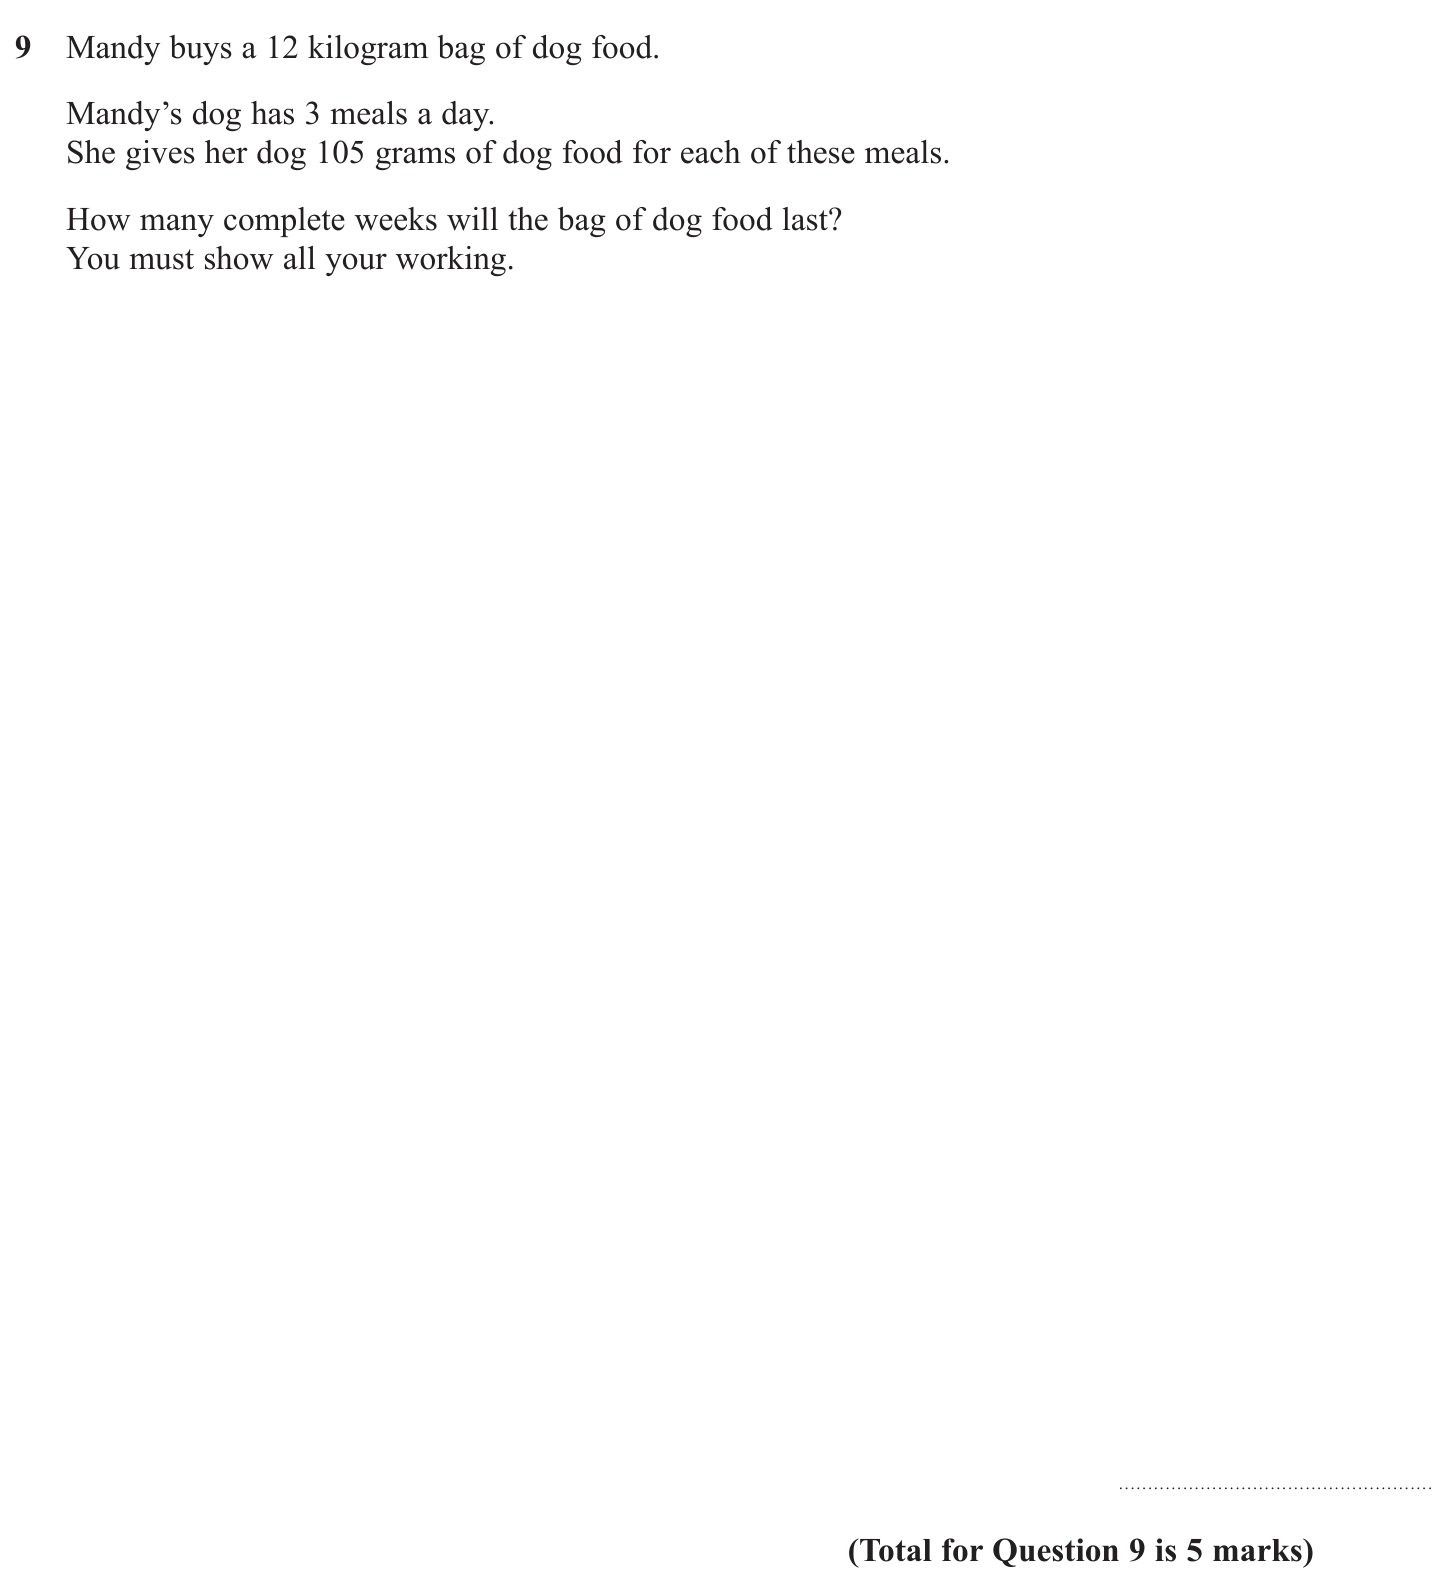 9 Mandy buys a 12 kilogram bag of dog food.
Mandy’s dog has 3 meals a day.
She gives her dog 105 grams of dog food for each of these meals.
How many complete weeks will the bag of dog food last?
You must show all your working.
(Total for Question 9 is 5 marks)